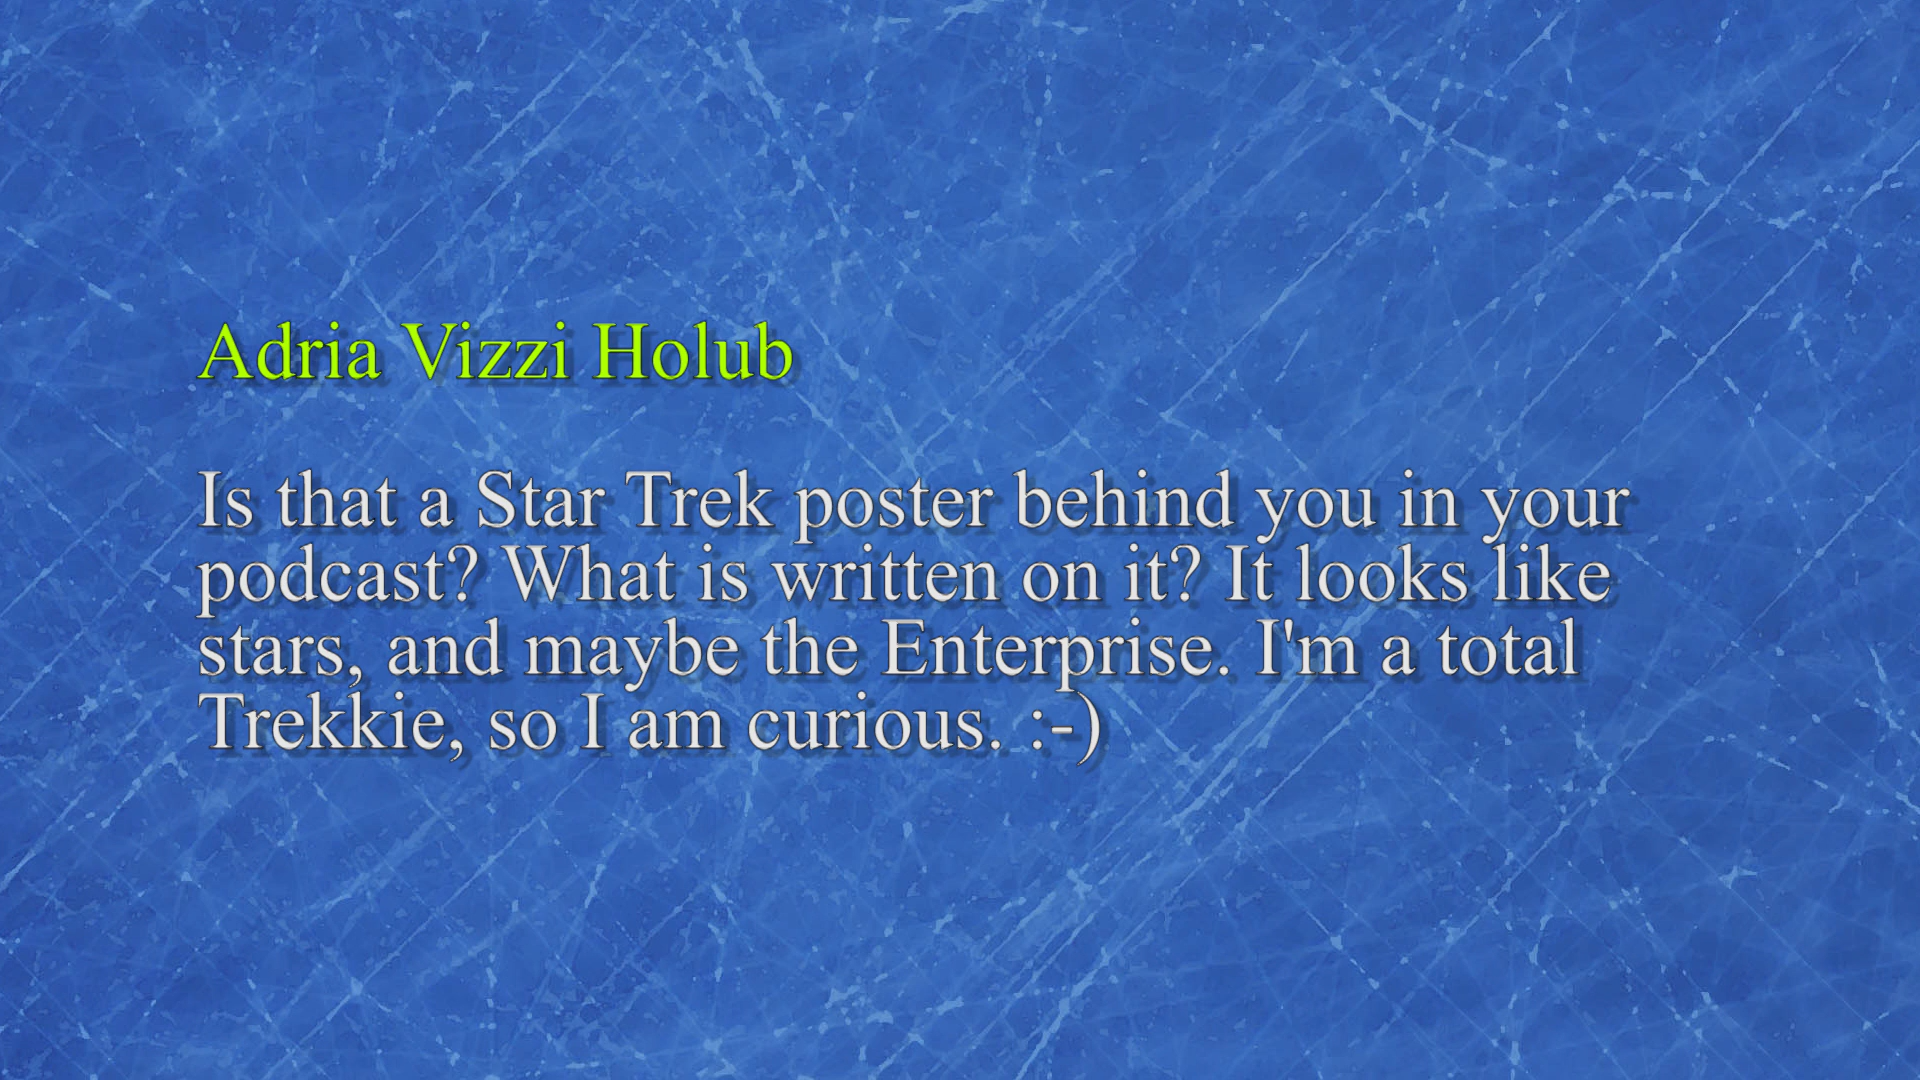 Adria Vizzi Holub
Is that a Star Trek poster behind you in your
podcast? What is written on it? It looks like
stars, and maybe the Enterprise. I'm a total
Trekkie, so I am curious. :-)